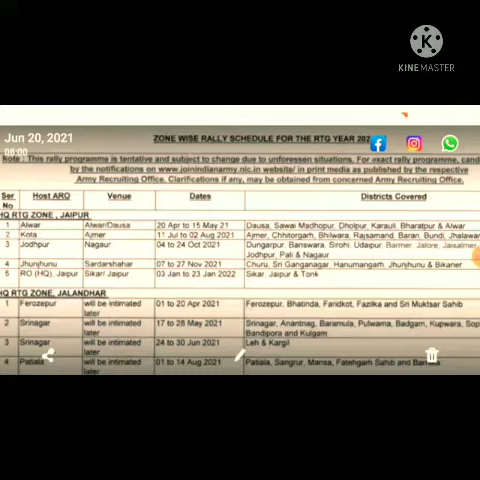 K
KINEMASTER
Jun 20, 2021
08:00
ZONE WISE RALLY SCHEDULE FOR THE RTG YEAR 202
Note : This rally programme is tentative and subject to change due to unforessen situations. For exact rally programme, cand
by the notifications on www.joinindianarmy.nic.in website/ in print media as published by the respective
Army Recruiting Office. Clarifications if any, may be obtained from concerned Army Recruiting Office.
Ser No Host ARO Venue Dates Districts Covered
HQ RTG ZONE, JAIPUR
1 Alwar Alwar/Dausa 20 Apr to 15 May 21 Dausa, Sawai Madhopur, Dholpur, Karauli Bharatpur & Alwar
2 Kota Ajmer 11 Jul to 02 Aug 2021 Ajmer, Chhitorgarh, Bhilwara, Rajsamand, Baran, Bundi, Jhalawar
3 Jodhpur Nagaur 04 to 24 Oct 2021 Dungarpur, Banswara, Sirohi, Udaipur Barmer, Jalore, Jaisalmer
Jodhpur, Pali & Nagaur
4 Jhunjhunu Sardarshahar 07 to 27 Nov 2021 Churu, Sri Ganganagar, Hanumangarh, Jhunjhunu & Bikaner
5 RO (HQ), Jaipur Sikar/ Jaipur 03 Jan to 23 Jan 2022 Sikar, Jaipur & Tonk
HQ RTG ZONE, JALANDHAR
1 Ferozepur will be intimated later 01 to 20 Apr 2021 Ferozepur, Bhatinda, Faridkot, Fazilka and Sri Muktsar Sahib
2 Srinagar will be intimated later 17 to 28 May 2021 Srinagar, Anantnag, Baramula, Pulwama, Badgam, Kupwara, Sop
Bandipora and Kulgam
3 Srinagar will be intimated later 24 to 30 Jun 2021 Leh & Kargil
4 Patiala will be intimated later 01 to 14 Aug 2021 Patiala, Sangrur, Mansa, Fatehgarh Sahib and Barnala